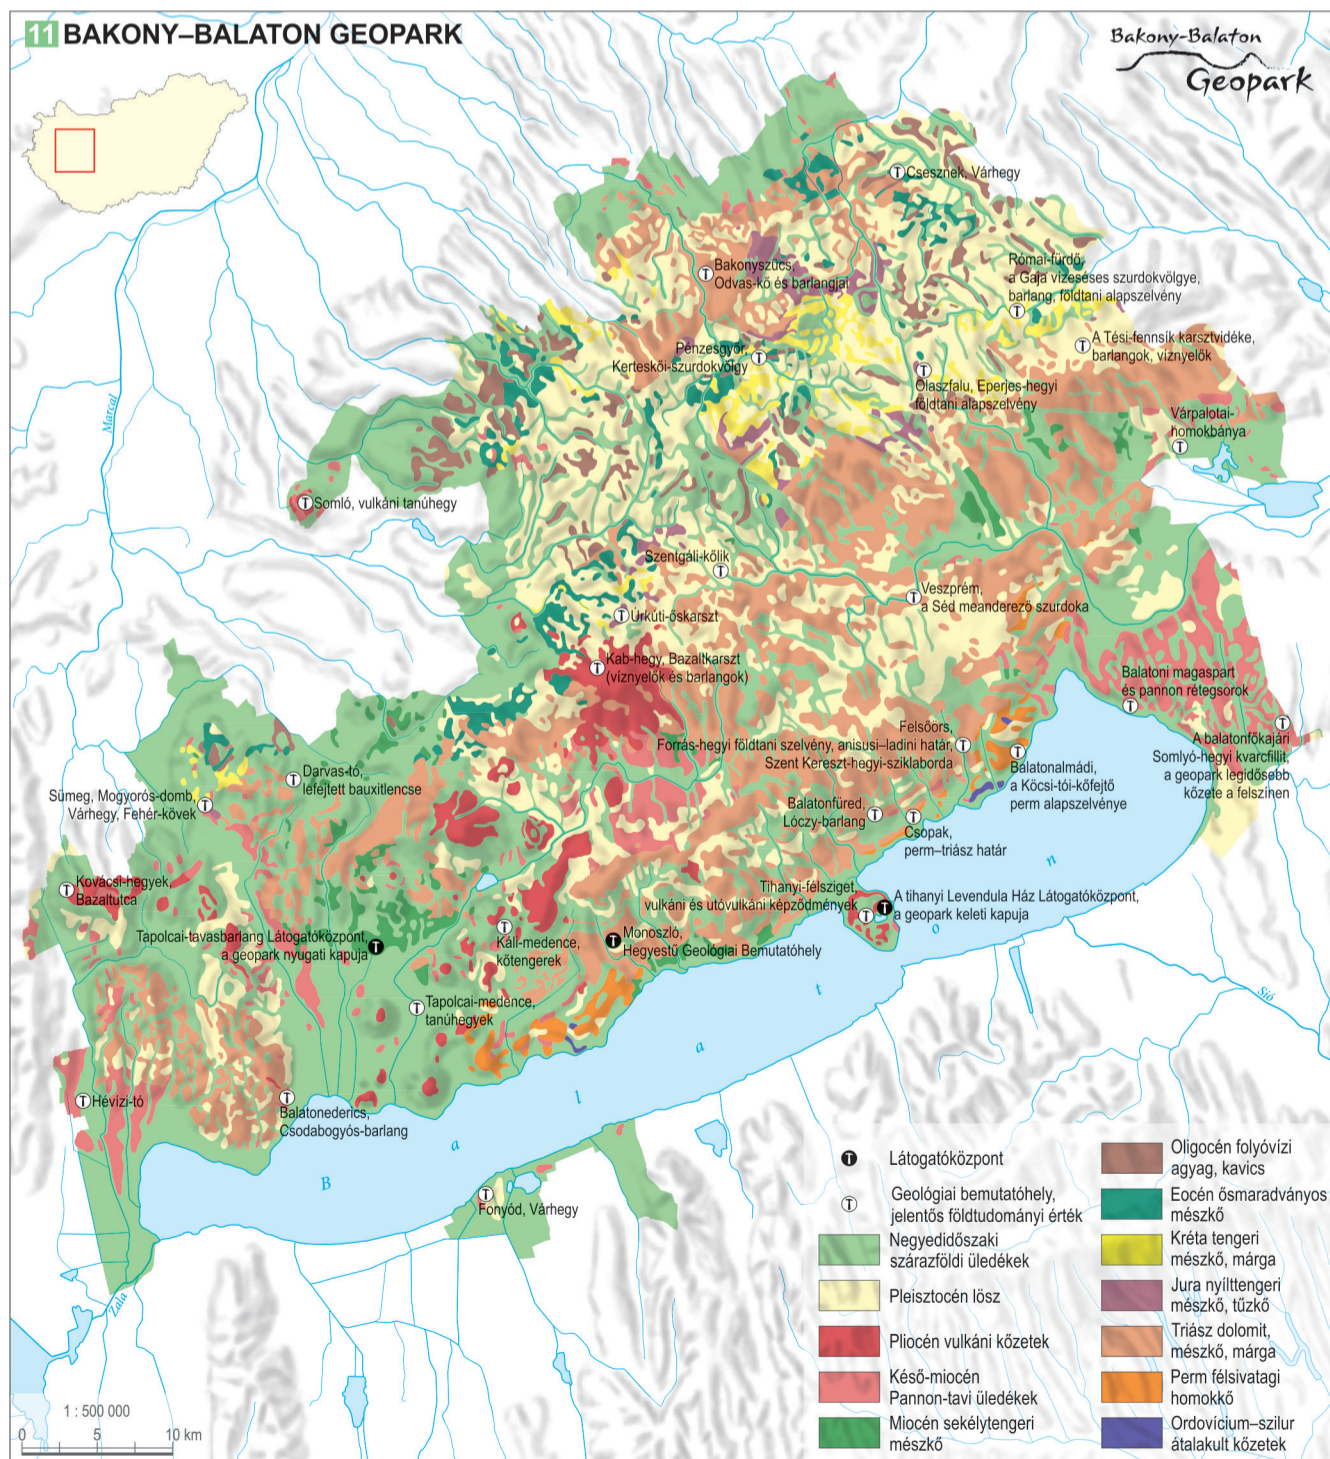 11 BAKONY–BALATON GEOPARK
Bakony-Balaton
Geopark
Csesznek, Várhegy
Római-fürdő,
a Gaja vízeséses szurdokvölgye,
barlang, földtani alapszelvény
Bakonyszücs,
Odvas-kő és barlangjai
A Tési-fennsík karsztvidéke,
barlangok, víznyelők
Pénzesgyőr,
Kerteskői-szurdokvölgy
Olaszfalu, Eperjes-hegyi
földtani alapszelvény
Marcal
Várpalotai-
homokbánya
Somló, vulkáni tanúhegy
Szentgáli-kőlik
Veszprém,
a Séd meanderező szurdoka
Úrkúti-őskarszt
Kab-hegy, Bazaltkarszt
(víznyelők és barlangok)
Balatoni magaspart
és pannon rétegsorok
Felsőörs,
Forrás-hegyi földtani szelvény, anisusi–ladini határ,
Szent Kereszt-hegyi-sziklaborda
A balatonfőkajári
Somlyó-hegyi kvarcfillit,
a geopark legidősebb
kőzete a felszínen
Balatonalmádi,
a Köcsi-tói-kőfejtő
perm alapszelvénye
Darvas-tó,
lefejtett bauxitlencse
Sümeg, Mogyorós-domb,
Várhegy, Fehér-kövek
Balatonfüred,
Lóczy-barlang
Csopak,
perm–triász határ
Kovácsi-hegyek,
Bazaltutca
Tihanyi-félsziget,
vulkáni és utóvulkáni képződmények
A tihanyi Levendula Ház Látogatóközpont,
a geopark keleti kapuja
Tapolcai-tavasbarlang Látogatóközpont,
a geopark nyugati kapuja
Káli-medence,
kőtengerek
Monoszló,
Hegyestű Geológiai Bemutatóhely
Tapolcai-medence,
tanúhegyek
Sió
Hévízi-tó
Balatonederics,
Csodabogyós-barlang
B a l a t o n
Fonyód, Várhegy
Zala
1 : 500 000
0 5 10 km
T Látogatóközpont
T Geológiai bemutatóhely,
jelentős földtudományi érték
Negyedidőszaki
szárazföldi üledékek
Pleisztocén lösz
Pliocén vulkáni kőzetek
Késő-miocén
Pannon-tavi üledékek
Miocén sekélytengeri
mészkő
Oligocén folyóvízi
agyag, kavics
Eocén ősmaradványos
mészkő
Kréta tengeri
mészkő, márga
Jura nyílttengeri
mészkő, tűzkő
Triász dolomit,
mészkő, márga
Perm félsivatagi
homokkő
Ordovícium–szilur
átalakult kőzetek